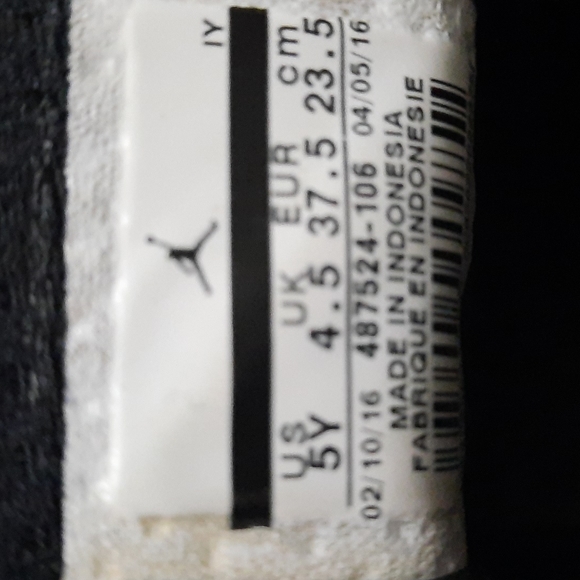 IY
US UK EUR cm
5Y 4.5 37.5 23.5
02/10/16 487524-106 04/05/16
MADE IN INDONESIA
FABRIQUE EN INDONESIE